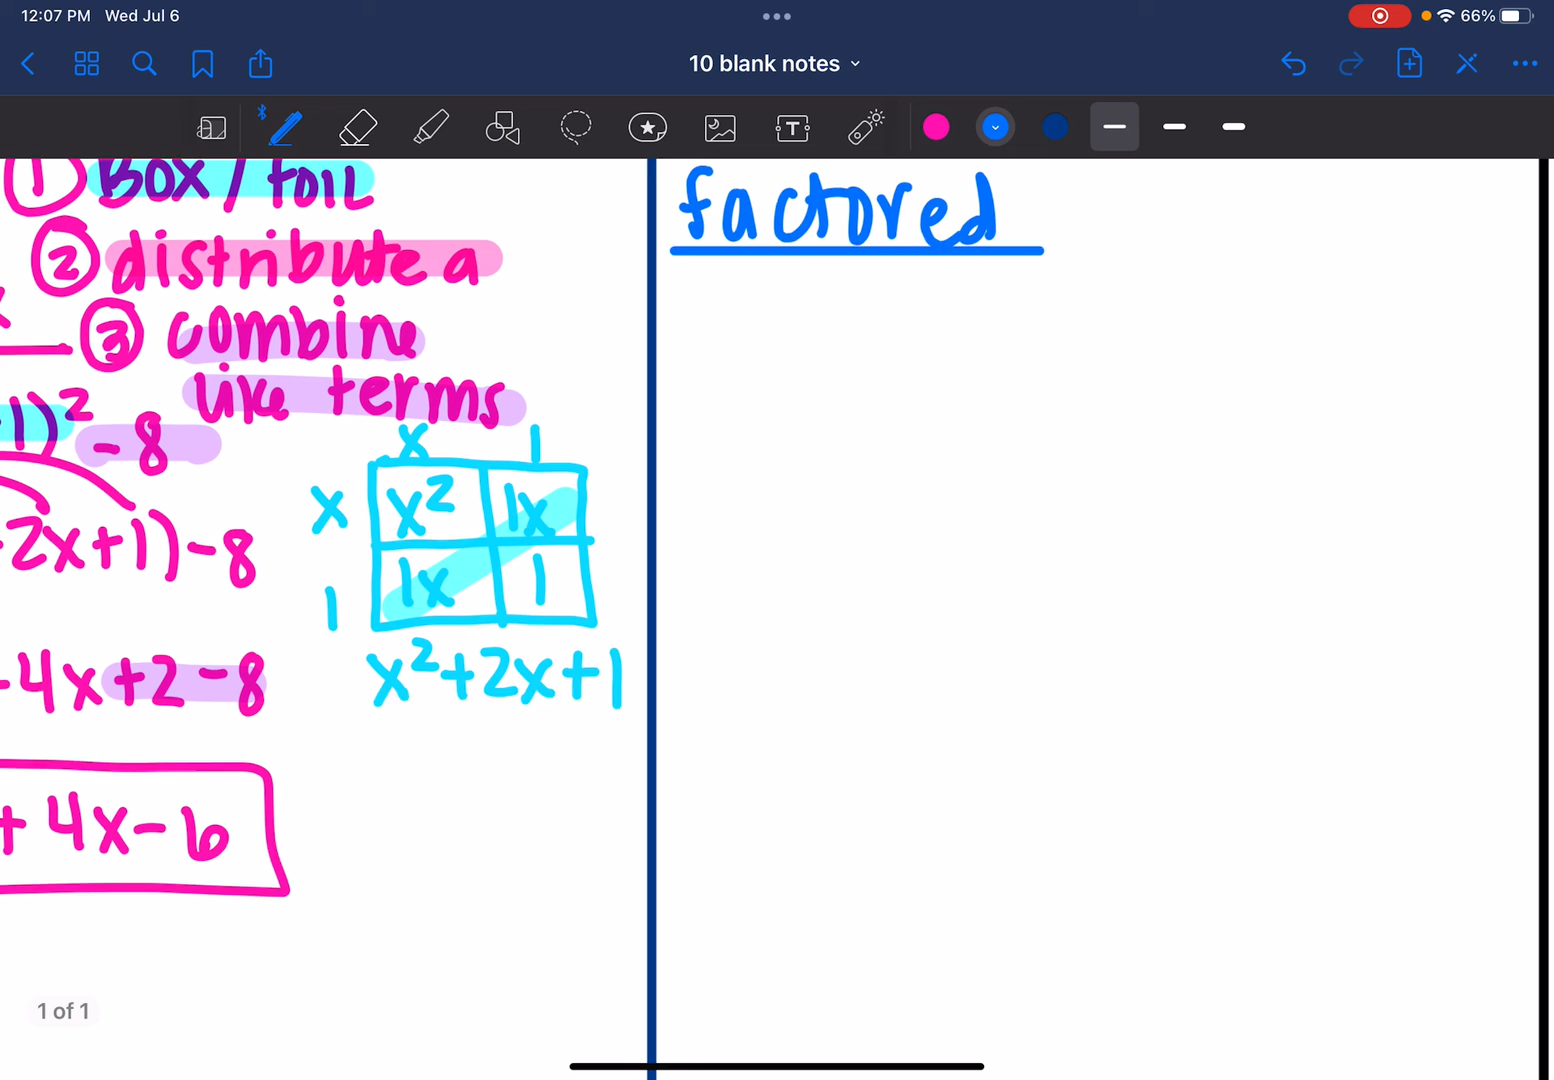 12:07 PM Wed Jul 6
66%
10 blank notes
① Box / foil
② distribute a
③ combine
like terms
1)² - 8
2x+1) - 8
4x + 2 - 8
+ 4x - 6
x 1
x x² 1x
1 1x 1
x² + 2x + 1
factored
1 of 1